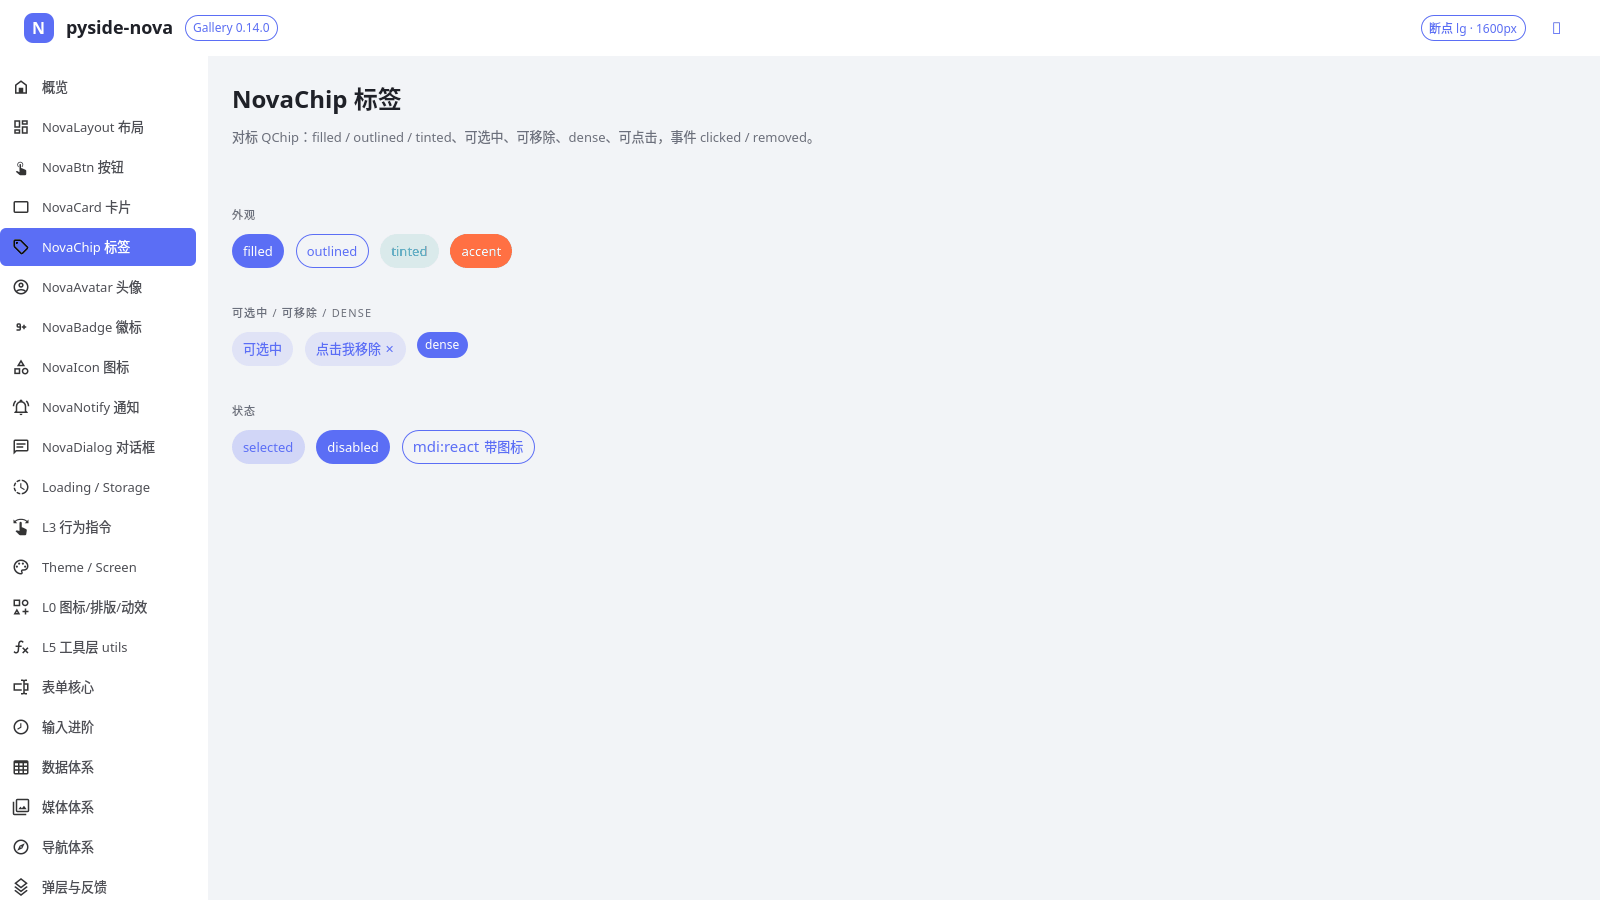 N pyside-nova Gallery 0.14.0 断点 lg · 1600px
概览
NovaLayout 布局
NovaBtn 按钮
NovaCard 卡片
NovaChip 标签
NovaAvatar 头像
9+ NovaBadge 徽标
NovaIcon 图标
NovaNotify 通知
NovaDialog 对话框
Loading / Storage
L3 行为指令
Theme / Screen
L0 图标/排版/动效
L5 工具层 utils
表单核心
输入进阶
数据体系
媒体体系
导航体系
弹层与反馈
NovaChip 标签
对标 QChip：filled / outlined / tinted、可选中、可移除、dense、可点击，事件 clicked / removed。
外观
filled outlined tinted accent
可选中 / 可移除 / DENSE
可选中 点击我移除 × dense
状态
selected disabled mdi:react 带图标